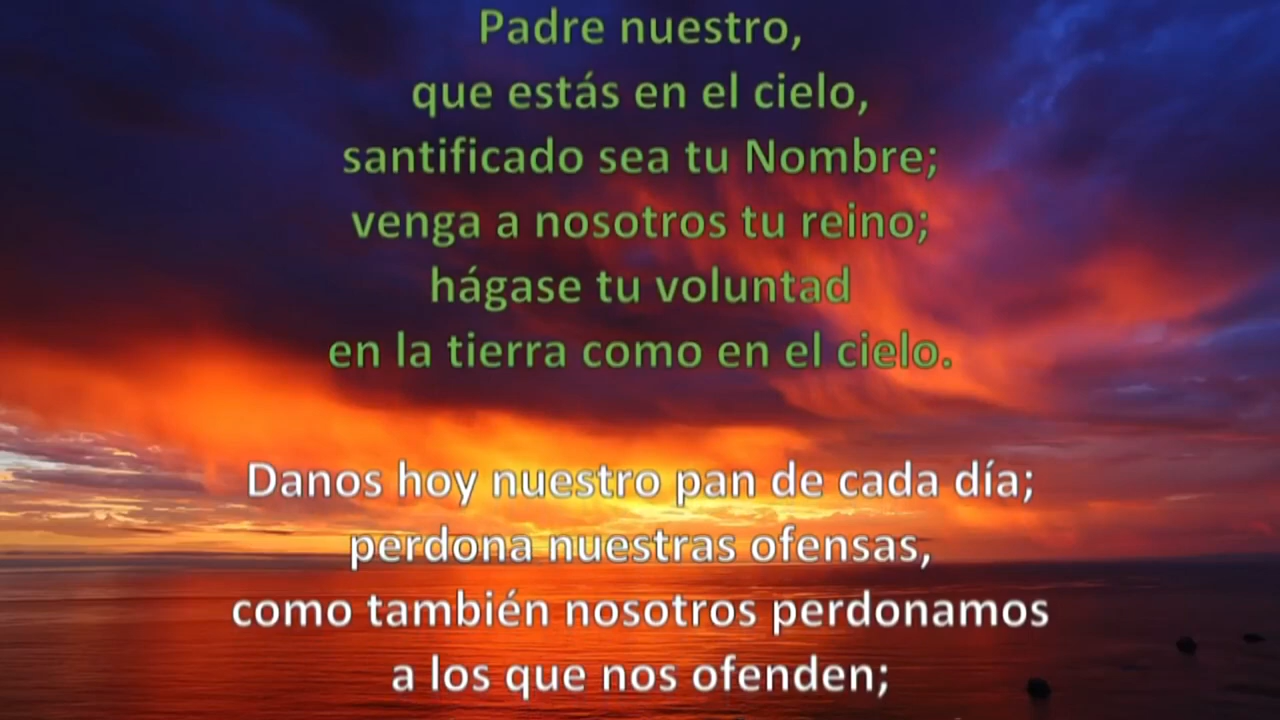 Padre nuestro,
que estás en el cielo,
santificado sea tu Nombre;
venga a nosotros tu reino;
hágase tu voluntad
en la tierra como en el cielo.
Danos hoy nuestro pan de cada día;
perdona nuestras ofensas,
como también nosotros perdonamos
a los que nos ofenden;